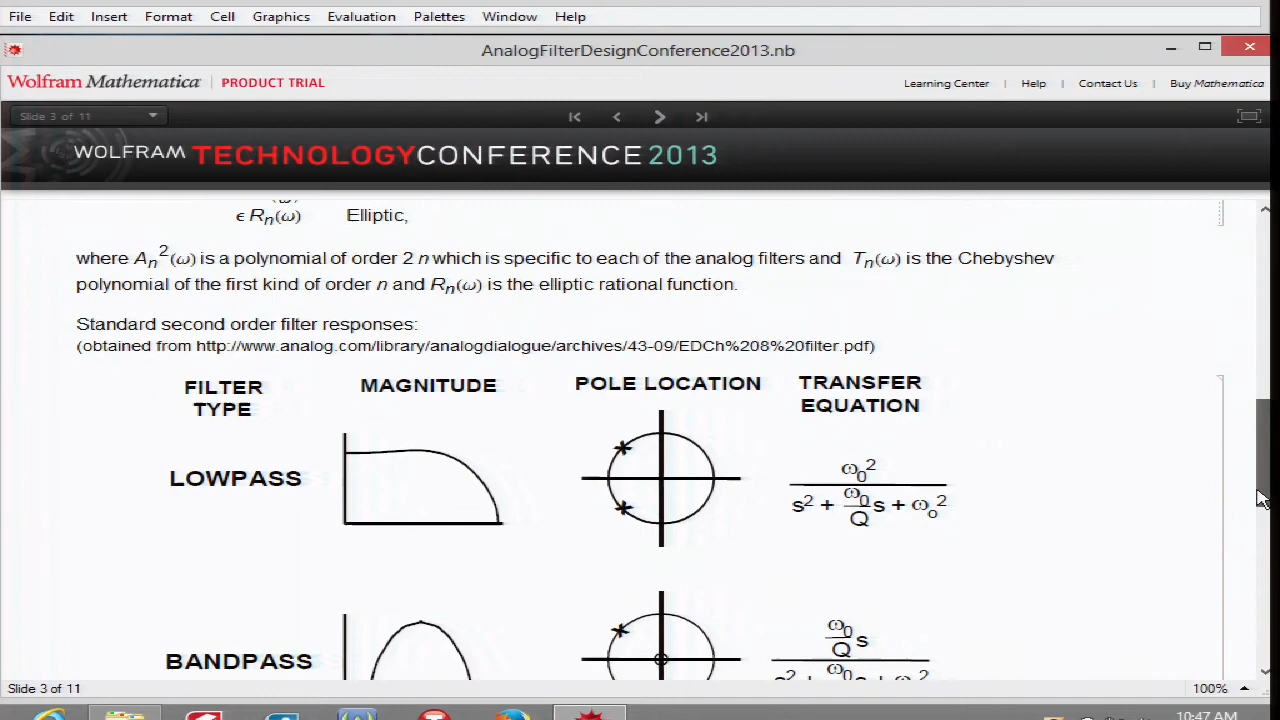 File Edit Insert Format Cell Graphics Evaluation Palettes Window Help
AnalogFilterDesignConference2013.nb
Wolfram Mathematica | PRODUCT TRIAL Learning Center | Help | Contact Us | Buy Mathematica
Slide 3 of 11
WOLFRAM TECHNOLOGYCONFERENCE 2013
ϵ Rn(ω) Elliptic,
where An²(ω) is a polynomial of order 2 n which is specific to each of the analog filters and Tn(ω) is the Chebyshev
polynomial of the first kind of order n and Rn(ω) is the elliptic rational function.
Standard second order filter responses:
(obtained from http://www.analog.com/library/analogdialogue/archives/43-09/EDCh%208%20filter.pdf)
FILTER TYPE MAGNITUDE POLE LOCATION TRANSFER EQUATION
LOWPASS
ω0²
s² + ω0/Q s + ωo²
BANDPASS
ω0/Q s
Slide 3 of 11 100%
10:47 AM